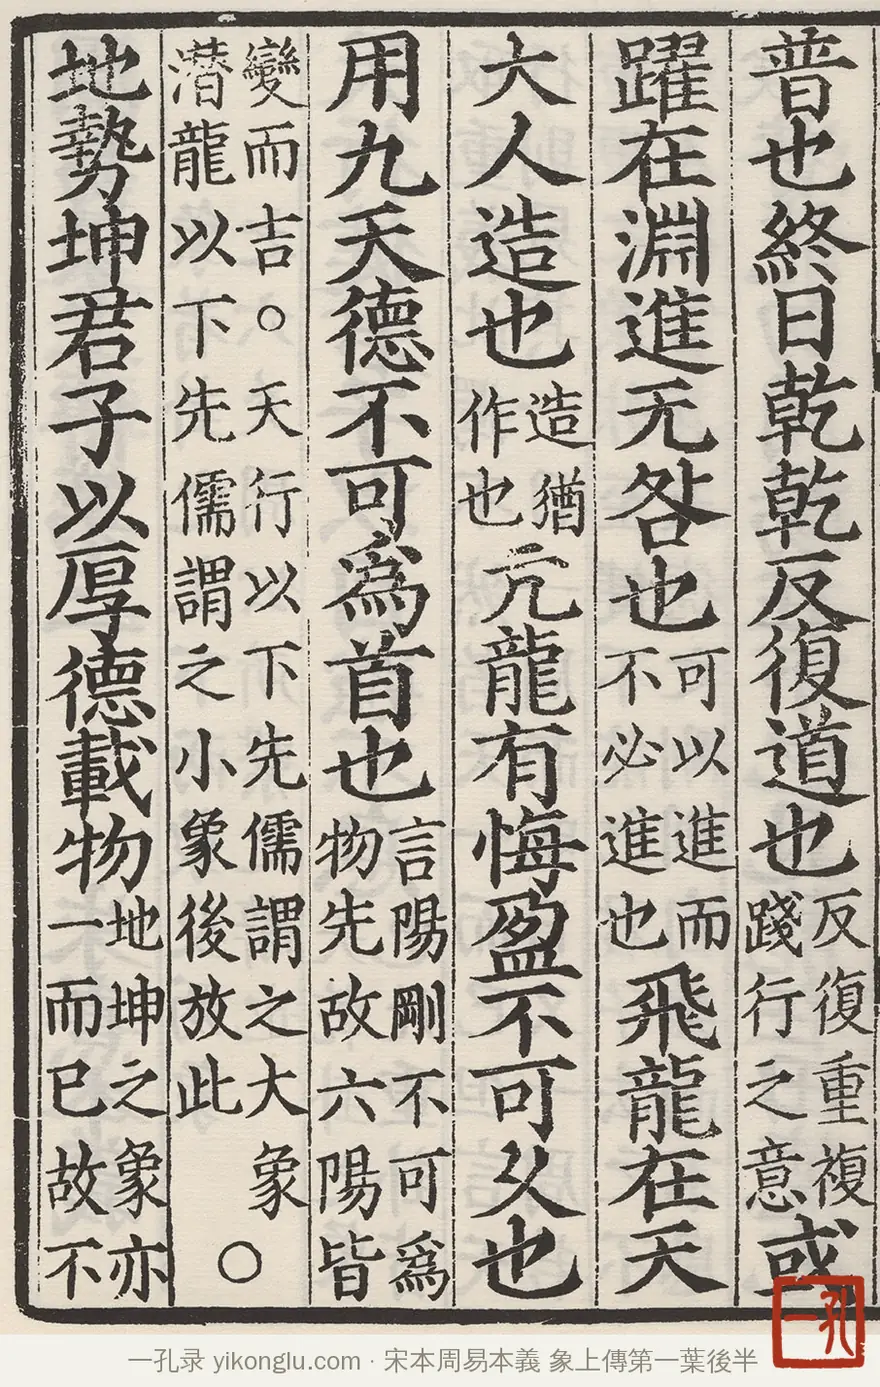 普也終日乾乾反復道也反復重複踐行之意或
躍在淵進无咎也可以進而不必進也飛龍在天
大人造也造猶作也亢龍有悔盈不可久也
用九天德不可為首也言陽剛不可爲物先故六陽皆
變而吉○天行以下先儒謂之大象潛龍以下先儒謂之小象後放此○
地勢坤君子以厚德載物地坤之象亦一而已故不
一孔
一孔录 yikonglu.com · 宋本周易本義 象上傳第一葉後半